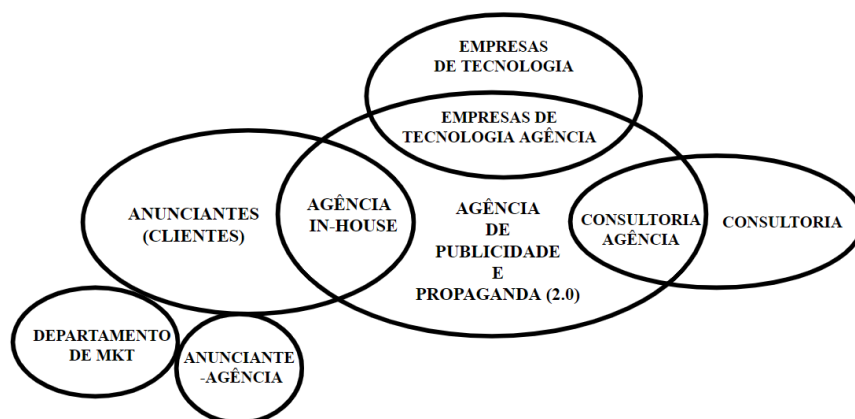 EMPRESAS
DE TECNOLOGIA
EMPRESAS DE
TECNOLOGIA AGÊNCIA
ANUNCIANTES
(CLIENTES)
AGÊNCIA
IN-HOUSE
AGÊNCIA
DE
PUBLICIDADE
E
PROPAGANDA (2.0)
CONSULTORIA
AGÊNCIA
CONSULTORIA
DEPARTAMENTO
DE MKT
ANUNCIANTE
-AGÊNCIA